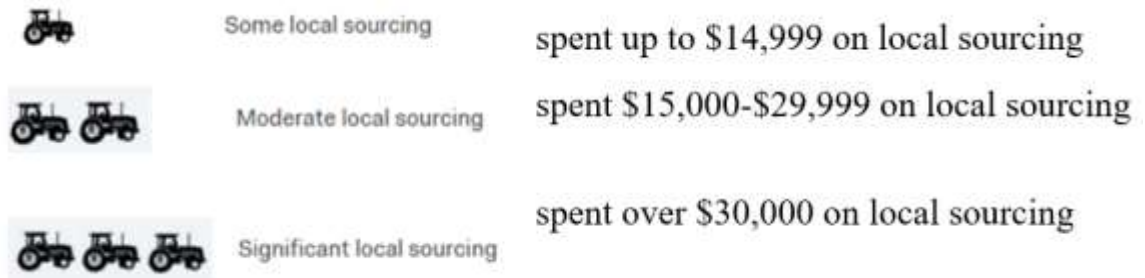 Some local sourcing
spent up to $14,999 on local sourcing
Moderate local sourcing
spent $15,000-$29,999 on local sourcing
Significant local sourcing
spent over $30,000 on local sourcing